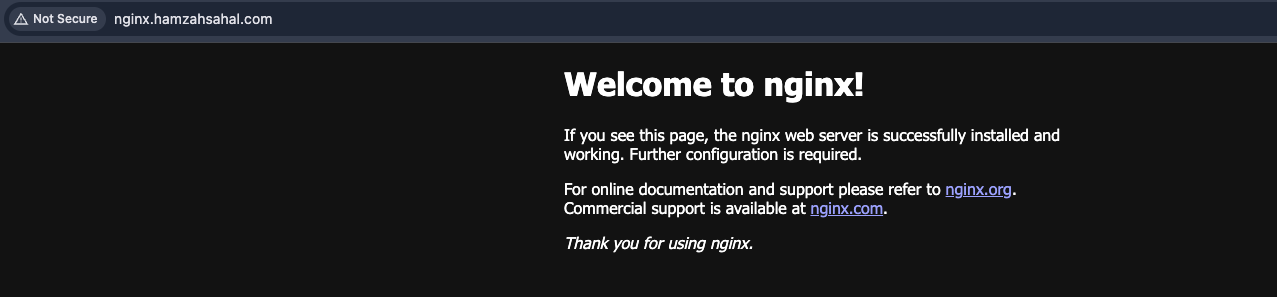 Not Secure nginx.hamzahsahal.com
Welcome to nginx!
If you see this page, the nginx web server is successfully installed and
working. Further configuration is required.
For online documentation and support please refer to nginx.org.
Commercial support is available at nginx.com.
Thank you for using nginx.